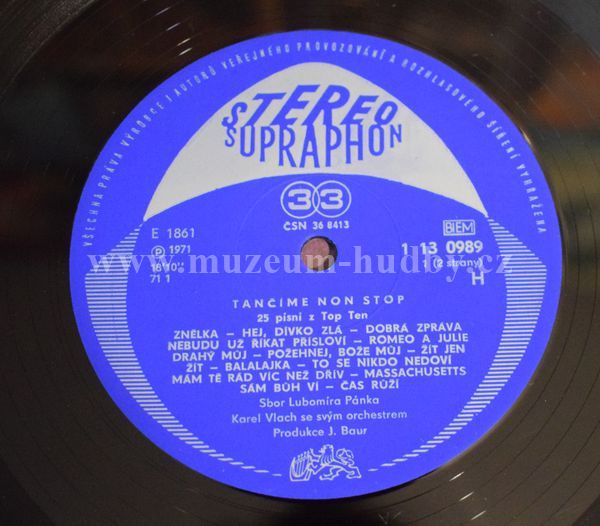 VŠECHNA PRÁVA VÝROBCE I AUTORŮ VEŘEJNÉHO PROVOZOVÁNÍ A ROZHLASOVÉHO ŠÍŘENÍ VYHRAŽENA
STEREO
SUPRAPHON
33
ČSN 36 8413
E 1861
Ⓟ 1971
18'10"
71 1
BIEM
1 13 0989
(2 strany)
H
www.muzeum-hudby.cz
TANČÍME NON STOP
25 písní z Top Ten
ZNĚLKA – HEJ, DÍVKO ZLÁ – DOBRÁ ZPRÁVA
NEBUDU UŽ ŘÍKAT PŘÍSLOVÍ – ROMEO A JULIE
DRAHÝ MŮJ – POŽEHNEJ, BOŽE MŮJ – ŽÍT JEN
ŽÍT – BALALAJKA – TO SE NIKDO NEDOVÍ
MÁM TĚ RÁD VÍC NEŽ DŘÍV – MASSACHUSETTS
SÁM BŮH VÍ – ČAS RŮŽÍ
Sbor Lubomíra Pánka
Karel Vlach se svým orchestrem
Produkce J. Baur